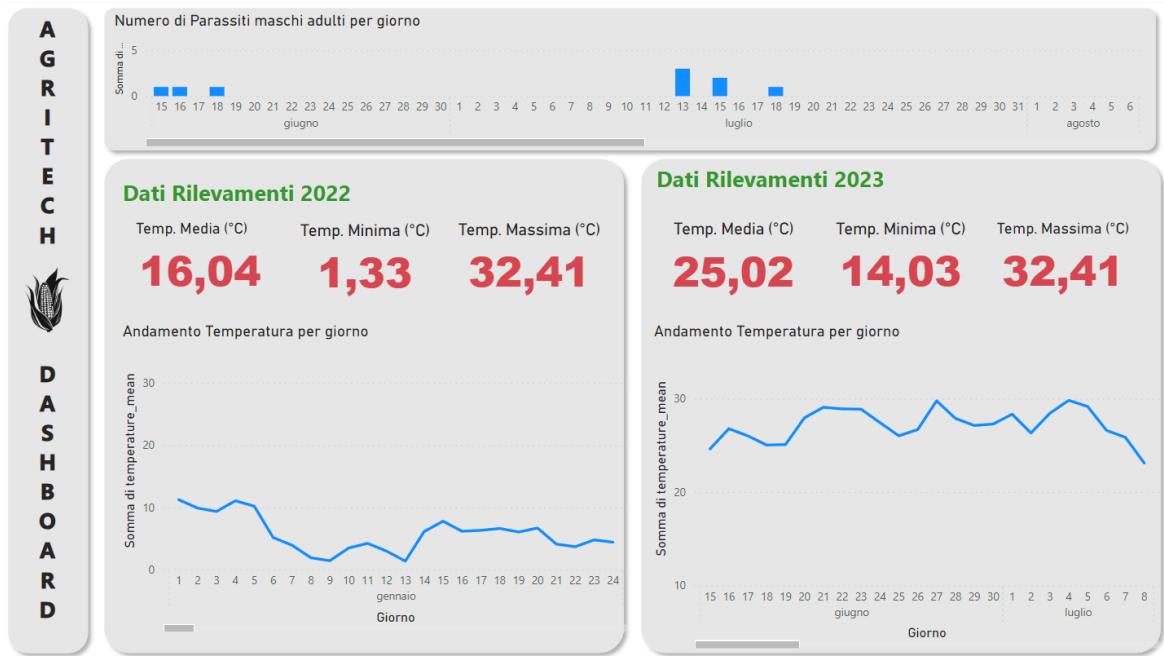 AGRITECH
DASHBOARD
Numero di Parassiti maschi adulti per giorno
Somma di ...
5
0
15 16 17 18 19 20 21 22 23 24 25 26 27 28 29 30 1 2 3 4 5 6 7 8 9 10 11 12 13 14 15 16 17 18 19 20 21 22 23 24 25 26 27 28 29 30 31 1 2 3 4 5 6
giugno luglio agosto
Dati Rilevamenti 2022
Temp. Media (°C) Temp. Minima (°C) Temp. Massima (°C)
16,04 1,33 32,41
Andamento Temperatura per giorno
Somma di temperature_mean
30
20
10
0
1 2 3 4 5 6 7 8 9 10 11 12 13 14 15 16 17 18 19 20 21 22 23 24
gennaio
Giorno
Dati Rilevamenti 2023
Temp. Media (°C) Temp. Minima (°C) Temp. Massima (°C)
25,02 14,03 32,41
Andamento Temperatura per giorno
Somma di temperature_mean
30
20
10
15 16 17 18 19 20 21 22 23 24 25 26 27 28 29 30 1 2 3 4 5 6 7 8
giugno luglio
Giorno